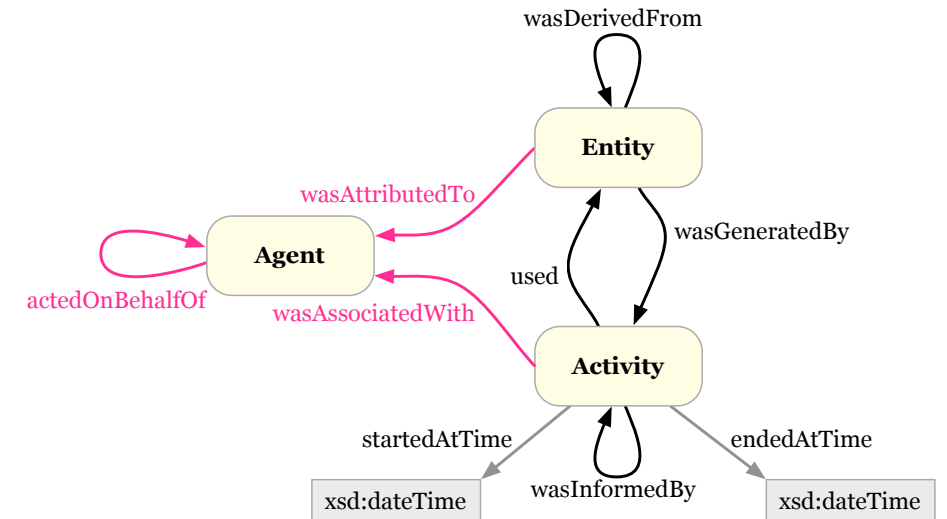 wasDerivedFrom
Entity
wasAttributedTo
wasGeneratedBy
Agent
used
actedOnBehalfOf
wasAssociatedWith
Activity
startedAtTime
endedAtTime
wasInformedBy
xsd:dateTime
xsd:dateTime